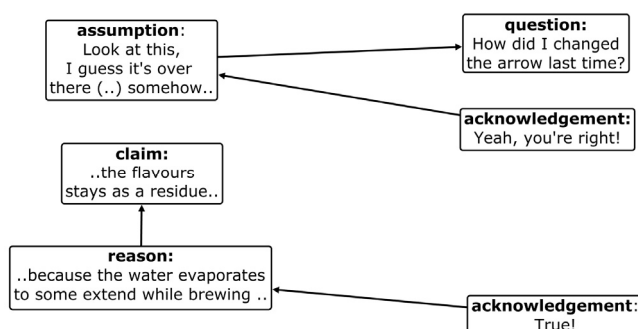 assumption:
Look at this,
I guess it's over
there (..) somehow..
question:
How did I changed
the arrow last time?
acknowledgement:
Yeah, you're right!
claim:
..the flavours
stays as a residue..
reason:
..because the water evaporates
to some extend while brewing ..
acknowledgement:
True!